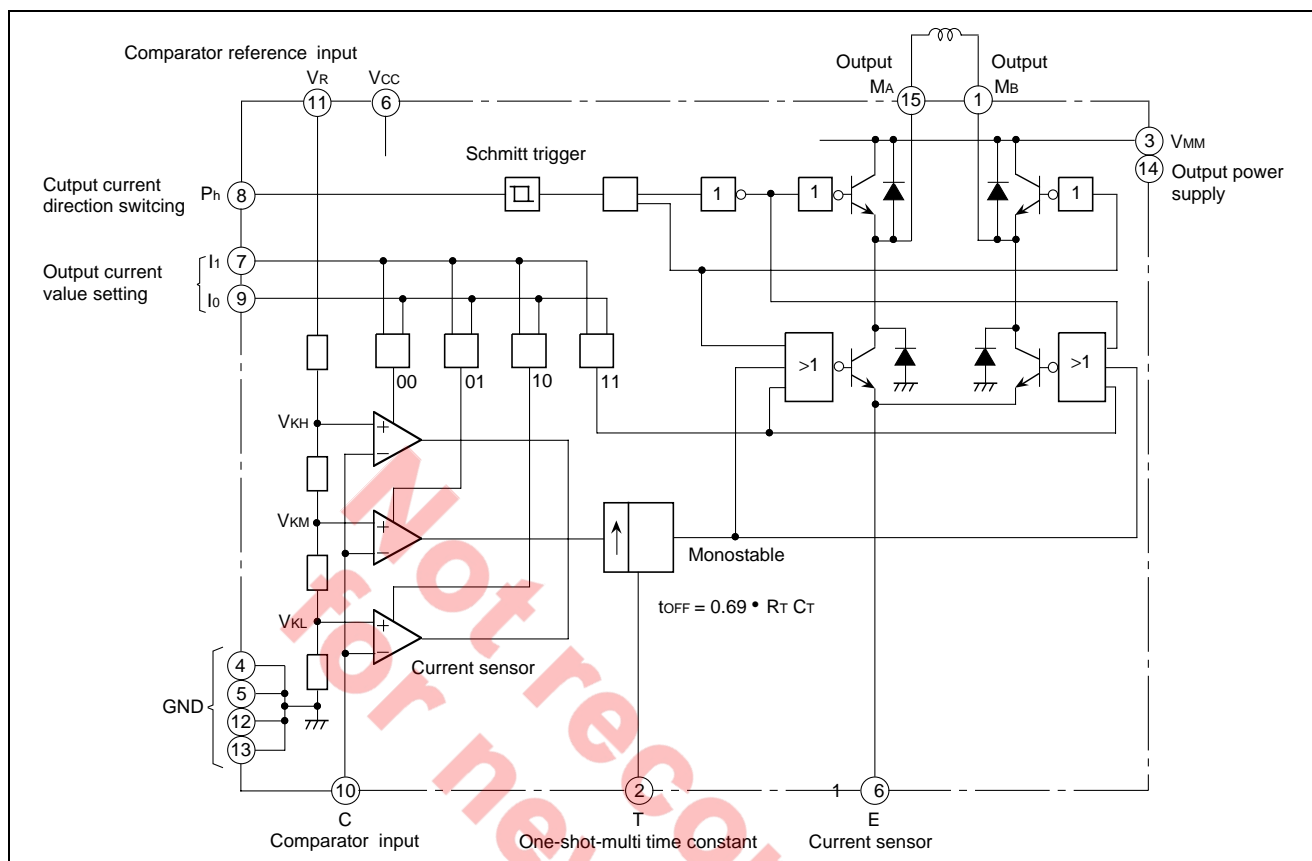 Comparator reference input
VR
VCC
11
6
Output
Output
MA
MB
15
1
3
VMM
14
Output power
supply
Schmitt trigger
Cutput current
direction switcing
Ph
8
1
1
1
Output current
value setting
I1
7
I0
9
00
01
10
11
>1
>1
VKH
+
−
VKM
+
−
VKL
+
−
Monostable
tOFF = 0.69 • RT CT
Current sensor
GND
4
5
12
13
10
2
1 6
C
T
E
Comparator input
One-shot-multi time constant
Current sensor
Not reco
for new